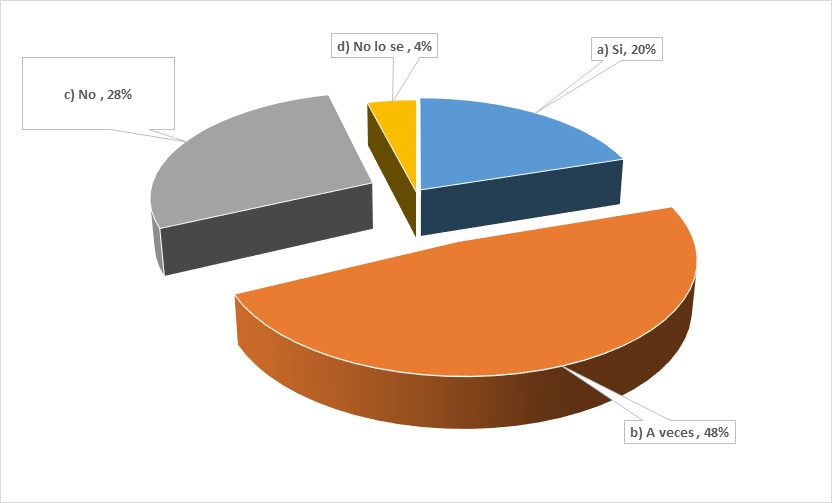 d) No lo se , 4%
a) Si, 20%
c) No , 28%
b) A veces , 48%